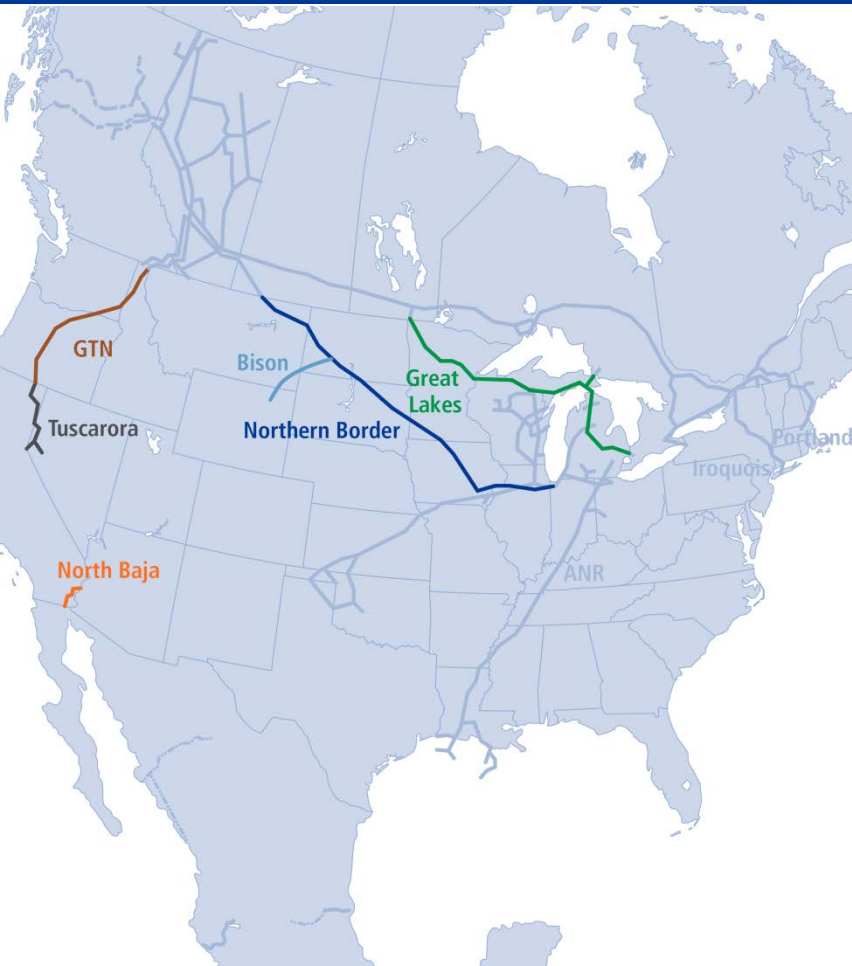 GTN
Bison
Great
Lakes
Tuscarora
Northern Border
Portland
Iroquois
North Baja
ANR